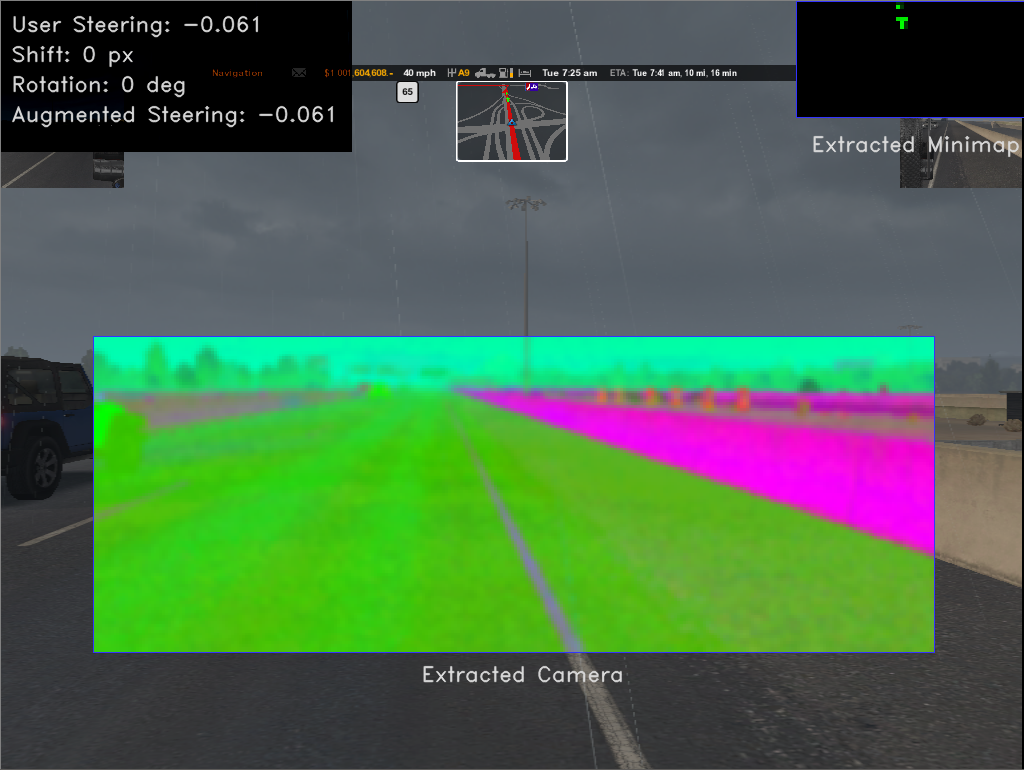 User Steering: -0.061
Shift: 0 px
Rotation: 0 deg
Augmented Steering: -0.061
Navigation $1 001,604,608.- 40 mph A9 Tue 7:25 am ETA: Tue 7:41 am, 10 mi, 16 min
65
Extracted Minimap
Extracted Camera